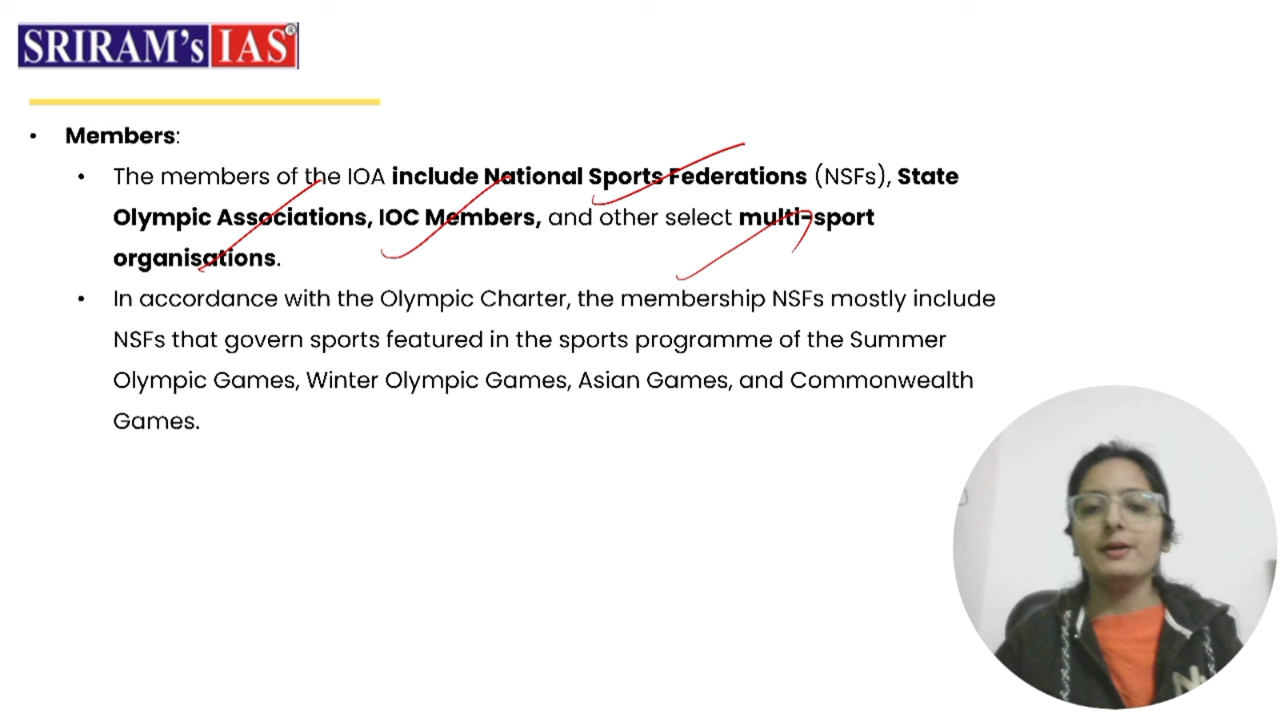 SRIRAM's IAS®
• Members:
• The members of the IOA include National Sports Federations (NSFs), State
Olympic Associations, IOC Members, and other select multi-sport
organisations.
• In accordance with the Olympic Charter, the membership NSFs mostly include
NSFs that govern sports featured in the sports programme of the Summer
Olympic Games, Winter Olympic Games, Asian Games, and Commonwealth
Games.